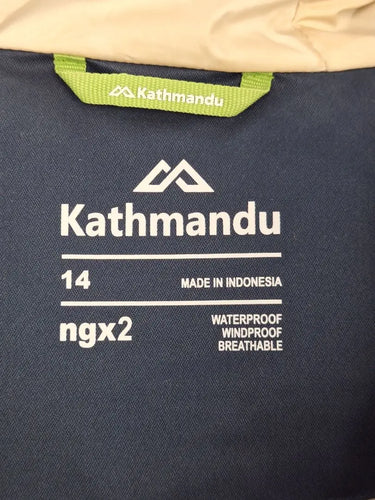 Kathmandu
Kathmandu
14
MADE IN INDONESIA
ngx2
WATERPROOF
WINDPROOF
BREATHABLE